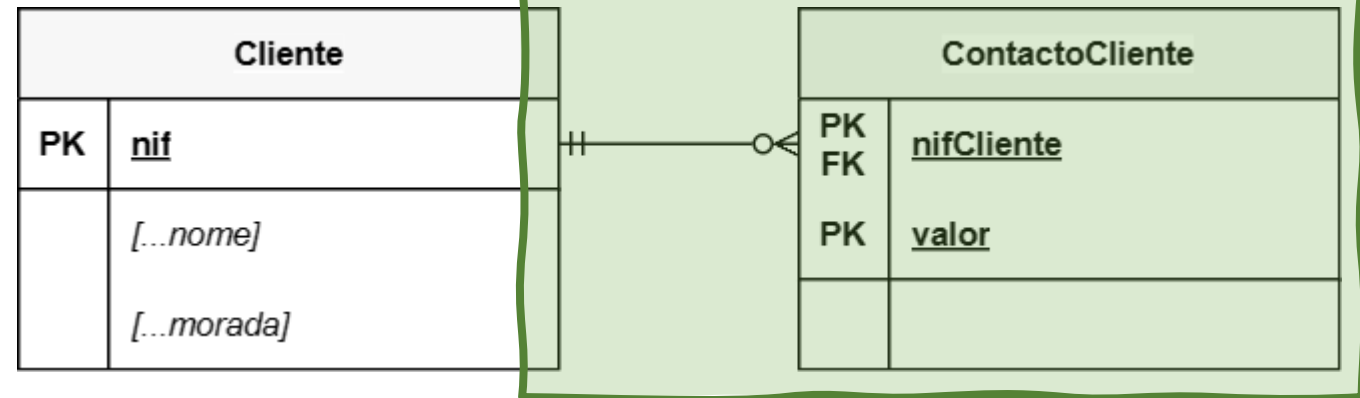 Cliente
PK nif
[...nome]
[...morada]
ContactoCliente
PK
FK
nifCliente
PK valor